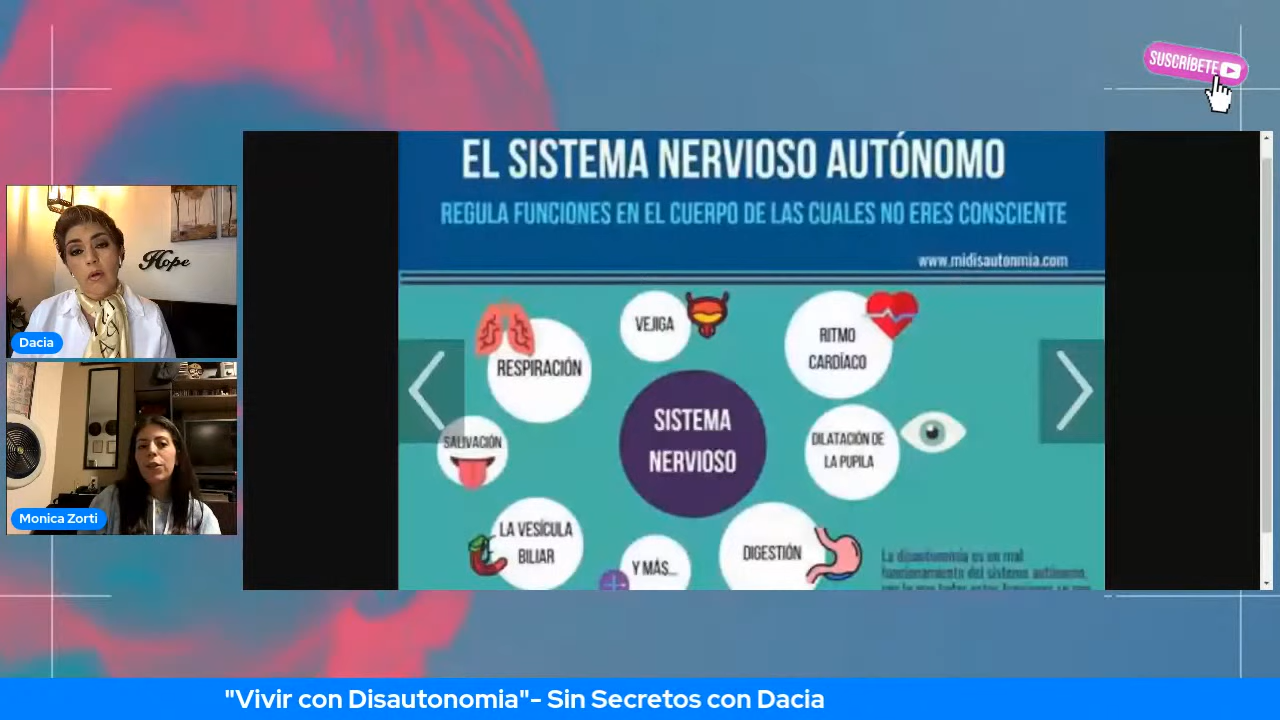 SUSCRÍBETE
EL SISTEMA NERVIOSO AUTÓNOMO
REGULA FUNCIONES EN EL CUERPO DE LAS CUALES NO ERES CONSCIENTE
www.midisautonmia.com
Hope
Dacia
Monica Zorti
RESPIRACIÓN
VEJIGA
RITMO
CARDÍACO
SALIVACIÓN
SISTEMA
NERVIOSO
DILATACIÓN DE
LA PUPILA
LA VESÍCULA
BILIAR
Y MÁS...
DIGESTIÓN
La disautonomía es un mal
funcionamiento del sistema autónomo,
"Vivir con Disautonomia"- Sin Secretos con Dacia